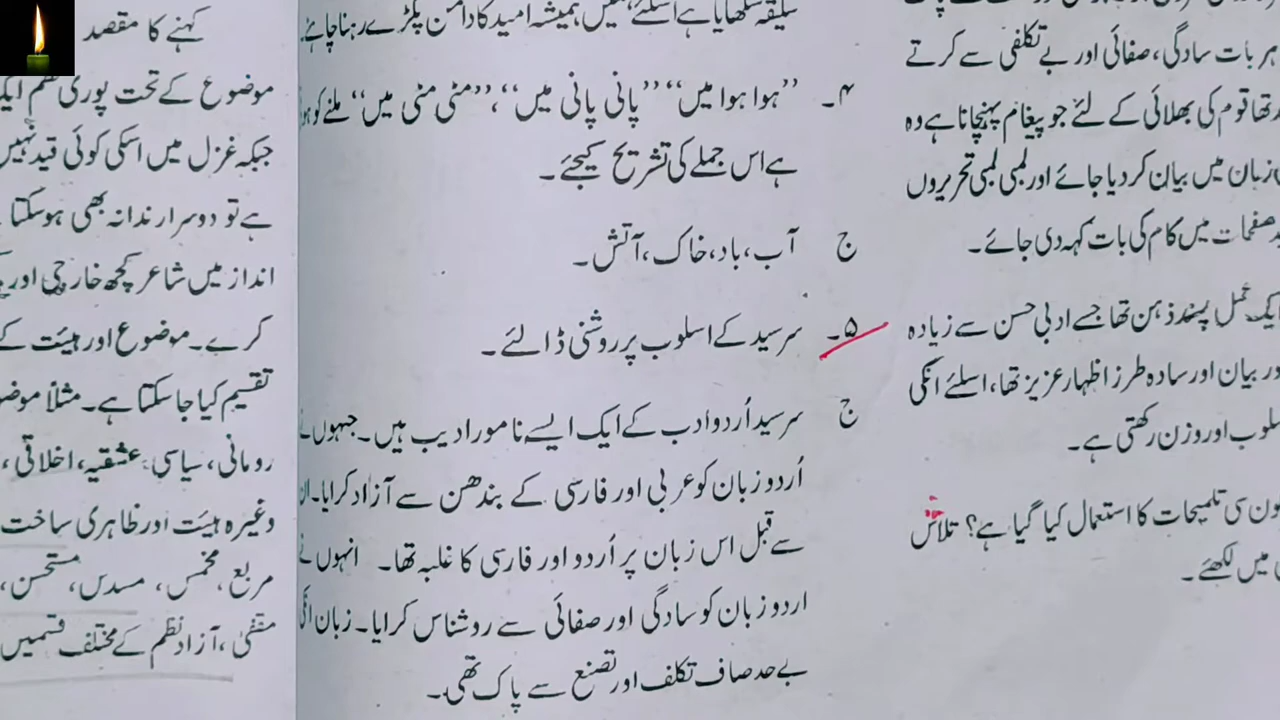 ہر بات سادگی، صفائی اور بے تکلفی سے کرتے
تھا قوم کی بھلائی کے لئے جو پیغام پہنچانا ہے وہ
زبان میں بیان کردیا جائے اور لمبی لمبی تحریروں
صفحات میں کام کی بات کہہ دی جائے۔
ایک عمل پسند ذہن تھا جسے ادبی حسن سے زیادہ
اور بیان اور سادہ طرز اظہار عزیز تھا، اسلئے انکی
اسلوب اور وزن رکھتی ہے۔
کون سی تلمیحات کا استعمال کیا گیا ہے؟ تلاش
میں لکھئے۔
سلیقہ سکھایا ہے اسلئے ہمیں ہمیشہ امید کا دامن پکڑے رہنا چاہئے
۴۔ ”ہوا ہوا میں“ ”پانی پانی میں“، ”مٹی مٹی میں“ ملنے کو
ہے اس جملے کی تشریح کیجئے۔
ج آب، باد، خاک، آتش۔
۵۔ سرسید کے اسلوب پر روشنی ڈالئے۔
ج سرسید اُردو ادب کے ایک ایسے نامور ادیب ہیں۔ جنہوں نے
اُردو زبان کو عربی اور فارسی کے بندھن سے آزاد کرایا۔ ان
سے قبل اس زبان پر اُردو اور فارسی کا غلبہ تھا۔ انہوں نے
اردو زبان کو سادگی اور صفائی سے روشناس کرایا۔ زبان انکی
بے حد صاف تکلف اور تصنع سے پاک تھی۔
کہنے کا مقصد
موضوع کے تحت پوری نظم ایک
جبکہ غزل میں اسکی کوئی قید نہیں
ہے تو دوسرا رندانہ بھی ہوسکتا
انداز میں شاعر کچھ خارجی اور
کرے۔ موضوع اور ہیئت کے
تقسیم کیا جاسکتا ہے۔ مثلاً موضو
رومانی، سیاسی، عشقیہ، اخلاقی،
وغیرہ ہیئت اور ظاہری ساخت
مربع، مخمس، مسدس، مستحسن،
مقفیٰ، آزاد نظم کے مختلف قسمیں